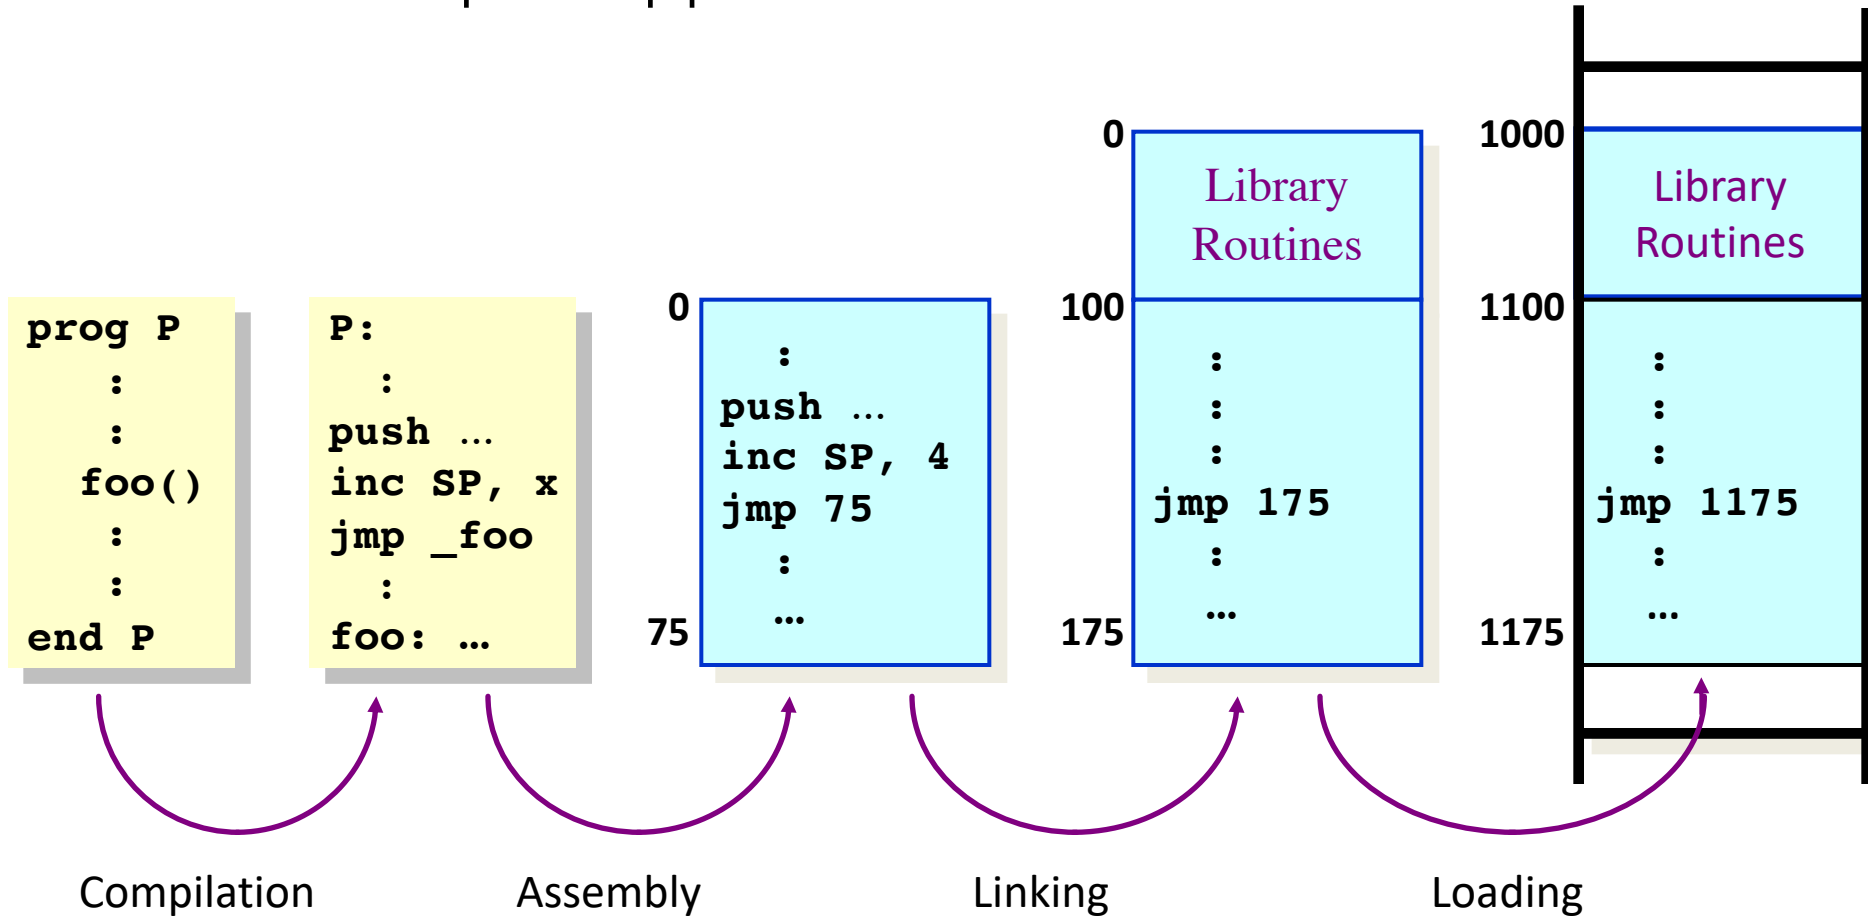 prog P
:
:
foo()
:
:
end P
P:
:
push …
inc SP, x
jmp _foo
:
foo: …
0
:
push …
inc SP, 4
jmp 75
:
…
75
0
Library
Routines
100
:
:
:
jmp 175
:
…
175
1000
Library
Routines
1100
:
:
:
jmp 1175
:
…
1175
Compilation
Assembly
Linking
Loading